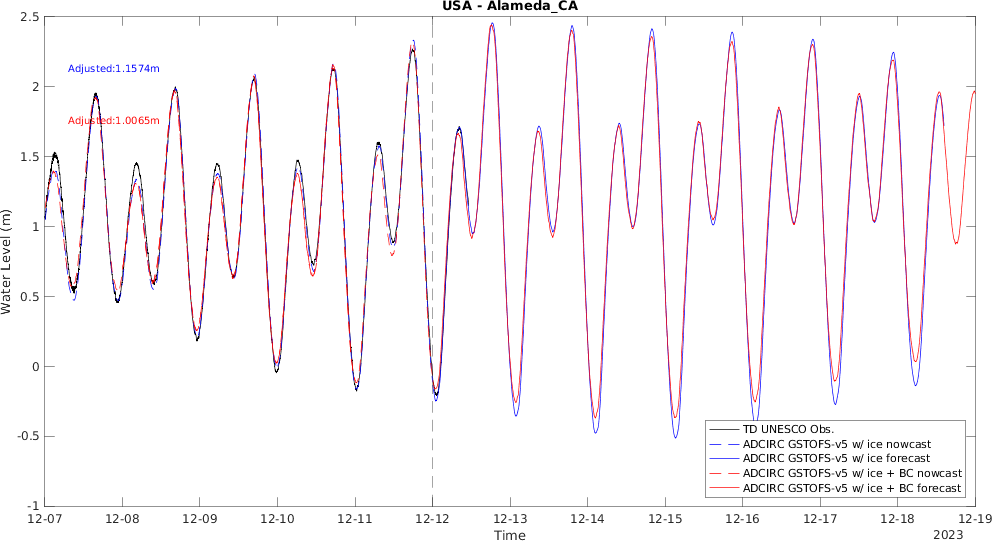 USA - Alameda_CA
2.5
2
1.5
1
0.5
0
-0.5
-1
Water Level (m)
Adjusted:1.1574m
Adjusted:1.0065m
TD UNESCO Obs.
ADCIRC GSTOFS-v5 w/ ice nowcast
ADCIRC GSTOFS-v5 w/ ice forecast
ADCIRC GSTOFS-v5 w/ ice + BC nowcast
ADCIRC GSTOFS-v5 w/ ice + BC forecast
12-07 12-08 12-09 12-10 12-11 12-12 12-13 12-14 12-15 12-16 12-17 12-18 12-19
Time
2023